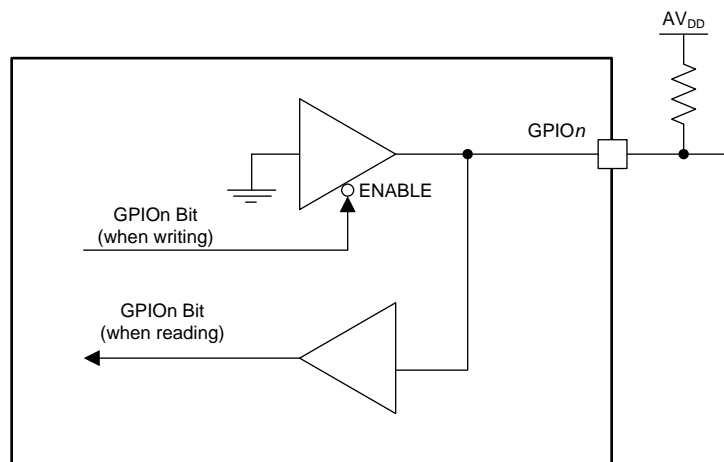 AVDD
GPIOn
ENABLE
GPIOn Bit
(when writing)
GPIOn Bit
(when reading)